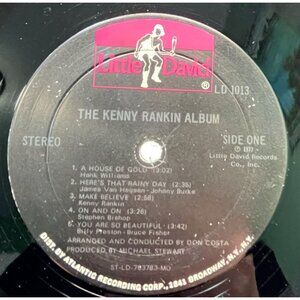 Little David
®
LD 1013
THE KENNY RANKIN ALBUM
STEREO
SIDE ONE
℗ 1977
Little David Records
Co., Inc.
1. A HOUSE OF GOLD (3:02)
Hank Williams
2. HERE'S THAT RAINY DAY (2:35)
James Van Heusen - Johnny Burke
3. MAKE BELIEVE (2:58)
Kenny Rankin
4. ON AND ON (3:26)
Stephen Bishop
5. YOU ARE SO BEAUTIFUL (3:42)
Billy Preston - Bruce Fisher
ARRANGED AND CONDUCTED BY DON COSTA
PRODUCED BY MICHAEL STEWART
ST-LD-783783-MO
DIST. BY ATLANTIC RECORDING CORP., 1841 BROADWAY, N.Y., N.Y.